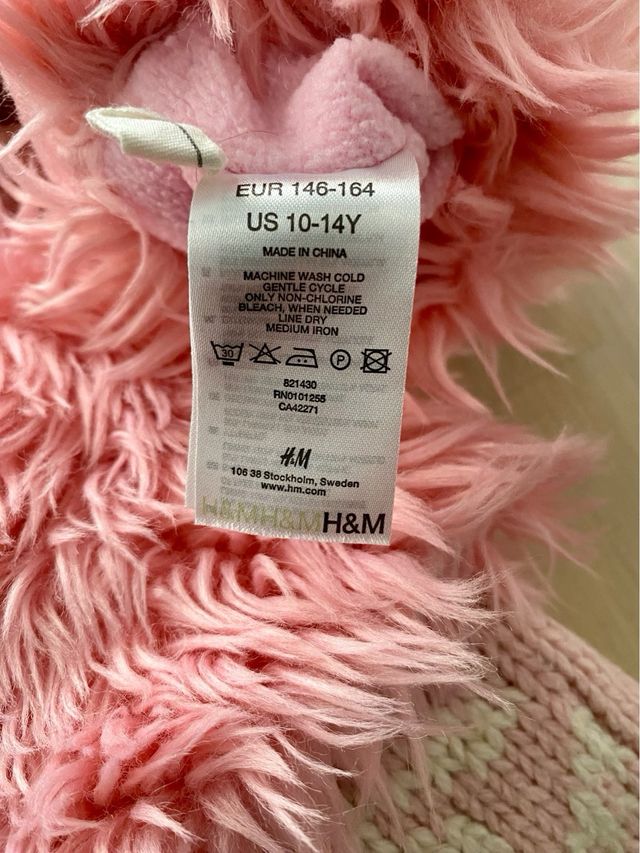 EUR 146-164
US 10-14Y
MADE IN CHINA
MACHINE WASH COLD
GENTLE CYCLE
ONLY NON-CHLORINE
BLEACH, WHEN NEEDED
LINE DRY
MEDIUM IRON
30 P
821430
RN0101255
CA42271
H&M
106 38 Stockholm, Sweden
www.hm.com
H&MH&MH&M